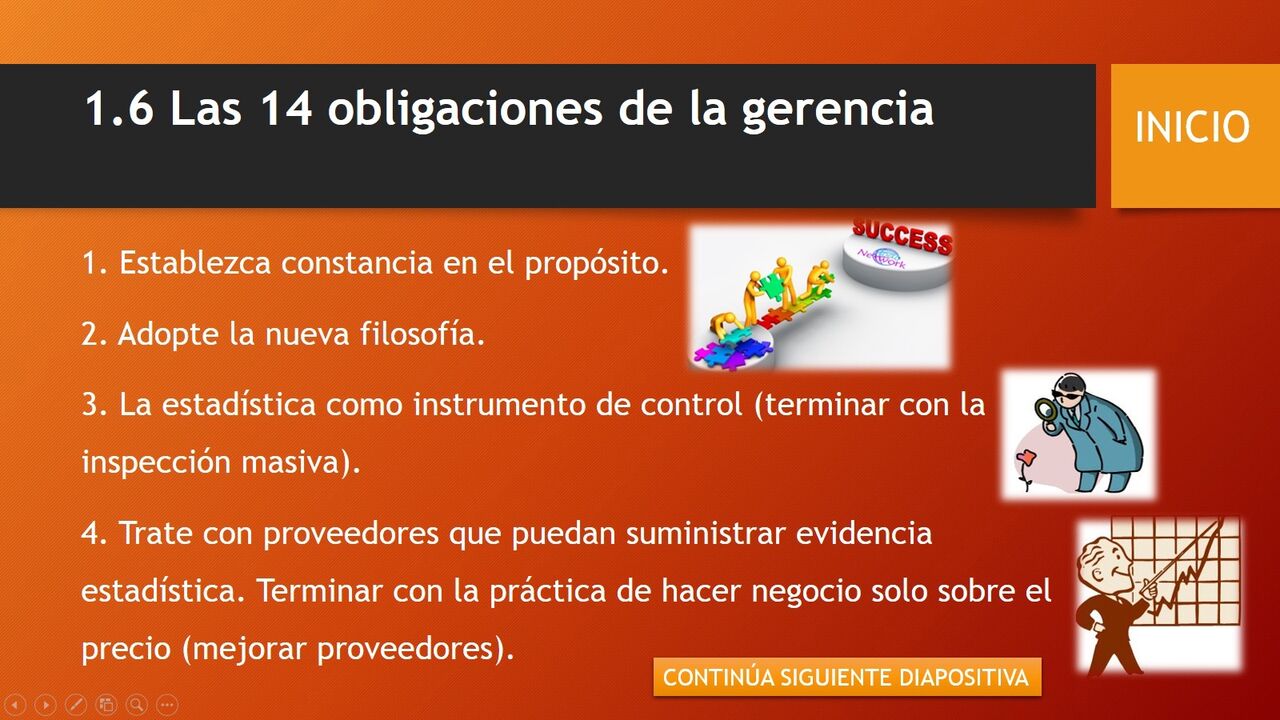 1.6 Las 14 obligaciones de la gerencia
INICIO
1. Establezca constancia en el propósito.
SUCCESS
Network
2. Adopte la nueva filosofía.
3. La estadística como instrumento de control (terminar con la
inspección masiva).
4. Trate con proveedores que puedan suministrar evidencia
estadística. Terminar con la práctica de hacer negocio solo sobre el
precio (mejorar proveedores).
CONTINÚA SIGUIENTE DIAPOSITIVA